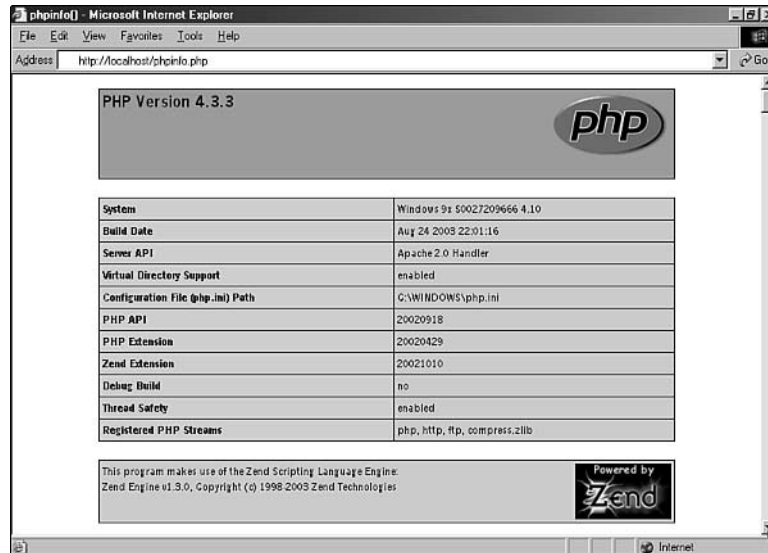 phpinfo() - Microsoft Internet Explorer
File Edit View Favorites Tools Help
Address http://localhost/phpinfo.php Go
PHP Version 4.3.3
php
System Windows 9x S0027209666 4.10
Build Date Aug 24 2003 22:01:16
Server API Apache 2.0 Handler
Virtual Directory Support enabled
Configuration File (php.ini) Path C:\WINDOWS\php.ini
PHP API 20020918
PHP Extension 20020429
Zend Extension 20021010
Debug Build no
Thread Safety enabled
Registered PHP Streams php, http, ftp, compress.zlib
This program makes use of the Zend Scripting Language Engine:
Zend Engine v1.3.0, Copyright (c) 1998-2003 Zend Technologies
Powered by
Zend
Internet